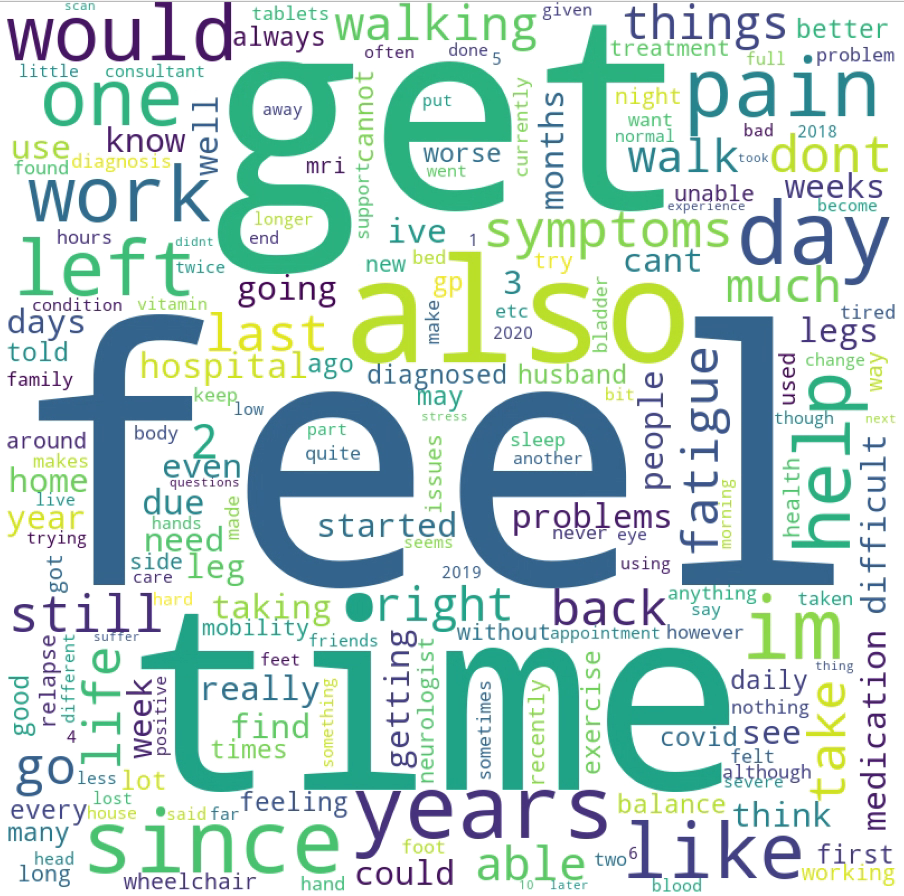 scan
would
always
tablets
walking
often
done
5
given
things
better
treatment
full
problem
little
consultant
one
away
put
currently
months
night
pain
want
normal
bad
2018
use
know
well
cannot
support
found
diagnosis
mri
worse
went
walk
took
dont
work
get
longer
end
unable
weeks
experience
become
hours
didnt
twice
left
ive
1
symptoms
day
new
bed
gp
try
3
cant
much
going
condition
vitamin
also
etc
2020
make
bladder
tired
days
last
legs
told
hospital
ago
diagnosed
husband
used
change
way
family
keep
low
may
bit
people
fatigue
help
though
next
stress
around
body
2
part
quite
issues
sleep
another
makes
even
questions
home
live
due
hands
made
feel
health
morning
difficult
year
trying
need
started
seems
problems
never
eye
using
got
side
care
leg
2019
still
hard
taking
right
back
anything
say
taken
im
mobility
friends
without
appointment
however
suffer
different
relapse
good
4
life
week
positive
feet
really
time
something
getting
neurologist
sometimes
recently
exercise
thing
daily
nothing
find
times
covid
see
felt
although
severe
take
medication
go
less
lot
lost
house
said
far
feeling
every
many
years
balance
think
since
like
foot
could
able
two
6
first
working
head
long
wheelchair
hand
10
later
blood